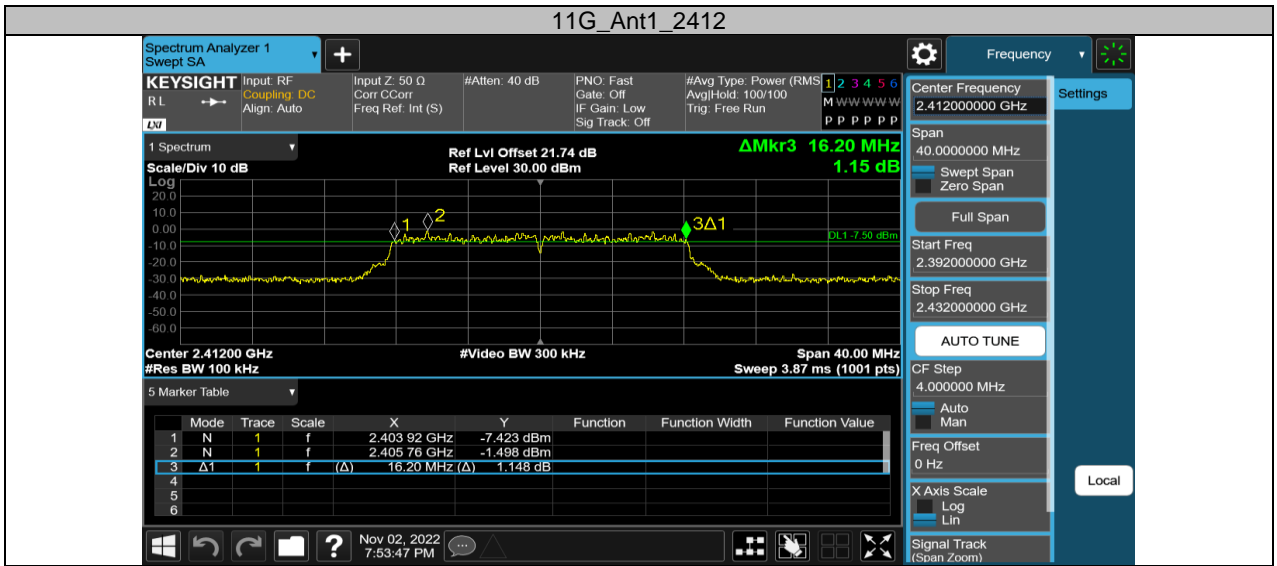 11G_Ant1_2412
Spectrum Analyzer 1
Swept SA
+
Frequency
KEYSIGHT
R L
LXI
Input: RF
Coupling: DC
Align: Auto
Input Z: 50 Ω
Corr CCorr
Freq Ref: Int (S)
#Atten: 40 dB
PNO: Fast
Gate: Off
IF Gain: Low
Sig Track: Off
#Avg Type: Power (RMS
Avg|Hold: 100/100
Trig: Free Run
1 2 3 4 5 6
M W W W W W
P P P P P P
1 Spectrum
Scale/Div 10 dB
Log
Ref Lvl Offset 21.74 dB
Ref Level 30.00 dBm
ΔMkr3 16.20 MHz
1.15 dB
20.0
10.0
0.00
-10.0
-20.0
-30.0
-40.0
-50.0
-60.0
1
2
3Δ1
DL1 -7.50 dBm
Center 2.41200 GHz
#Video BW 300 kHz
Span 40.00 MHz
#Res BW 100 kHz
Sweep 3.87 ms (1001 pts)
5 Marker Table
Mode Trace Scale X Y Function Function Width Function Value
1 N 1 f 2.403 92 GHz -7.423 dBm
2 N 1 f 2.405 76 GHz -1.498 dBm
3 Δ1 1 f (Δ) 16.20 MHz (Δ) 1.148 dB
4
5
6
?
Nov 02, 2022
7:53:47 PM
Center Frequency
2.412000000 GHz
Settings
Span
40.0000000 MHz
Swept Span
Zero Span
Full Span
Start Freq
2.392000000 GHz
Stop Freq
2.432000000 GHz
AUTO TUNE
CF Step
4.000000 MHz
Auto
Man
Freq Offset
0 Hz
X Axis Scale
Log
Lin
Local
Signal Track
(Span Zoom)